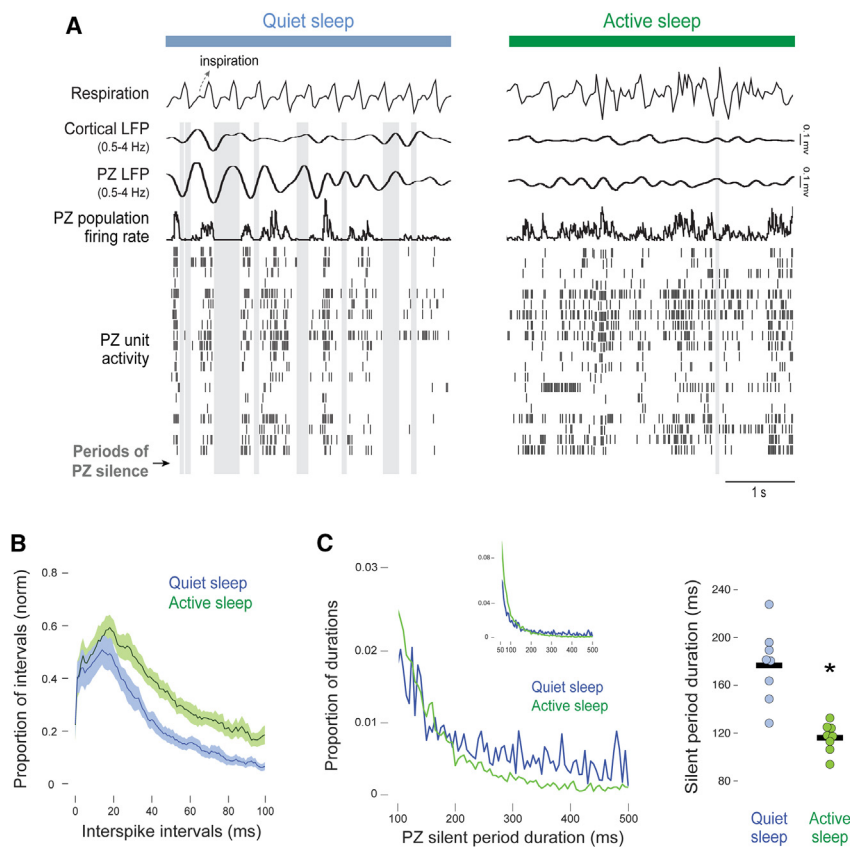 A
Quiet sleep
Active sleep
inspiration
Respiration
Cortical LFP
(0.5-4 Hz)
0.1 mv
0.1 mv
PZ LFP
(0.5-4 Hz)
PZ population
firing rate
PZ unit
activity
Periods of
PZ silence
1 s
B
Proportion of intervals (norm)
0.8
0.6
0.4
0.2
0
Quiet sleep
Active sleep
0 20 40 60 80 100
Interspike intervals (ms)
C
Proportion of durations
0.03
0.02
0.01
0
0.08
0.04
0
50 100 200 300 400 500
Quiet sleep
Active sleep
100 200 300 400 500
PZ silent period duration (ms)
Silent period duration (ms)
240
200
160
120
80
*
Quiet
sleep
Active
sleep